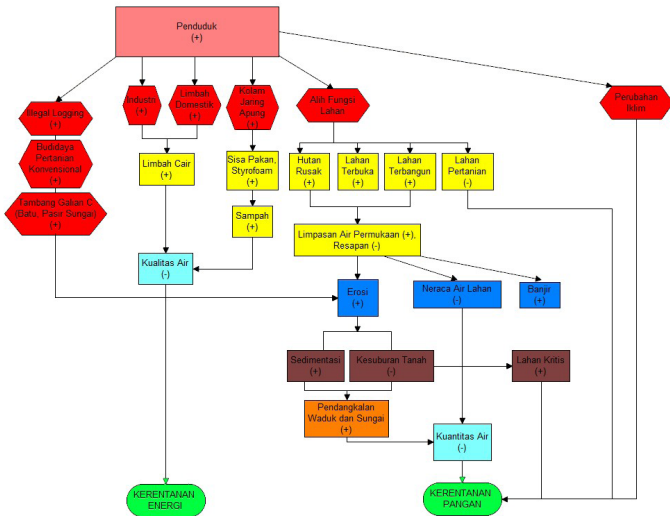 Penduduk
(+)
Illegal Logging
(+)
Budidaya
Pertanian
Konvensional
(+)
Tambang Galian C
(Batu, Pasir Sungai)
(+)
Industri
(+)
Limbah
Domestik
(+)
Kolam
Jaring
Apung
(+)
Alih Fungsi
Lahan
(+)
Perubahan
Iklim
(+)
Limbah Cair
(+)
Sisa Pakan,
Styrofoam
(+)
Sampah
(+)
Hutan
Rusak
(+)
Lahan
Terbuka
(+)
Lahan
Terbangun
(+)
Lahan
Pertanian
(-)
Limpasan Air Permukaan (+),
Resapan (-)
Kualitas Air
(-)
Erosi
(+)
Neraca Air Lahan
(-)
Banjir
(+)
Sedimentasi
(+)
Kesuburan Tanah
(-)
Lahan Kritis
(+)
Pendangkalan
Waduk dan Sungai
(+)
Kuantitas Air
(-)
KERENTANAN
ENERGI
KERENTANAN
PANGAN